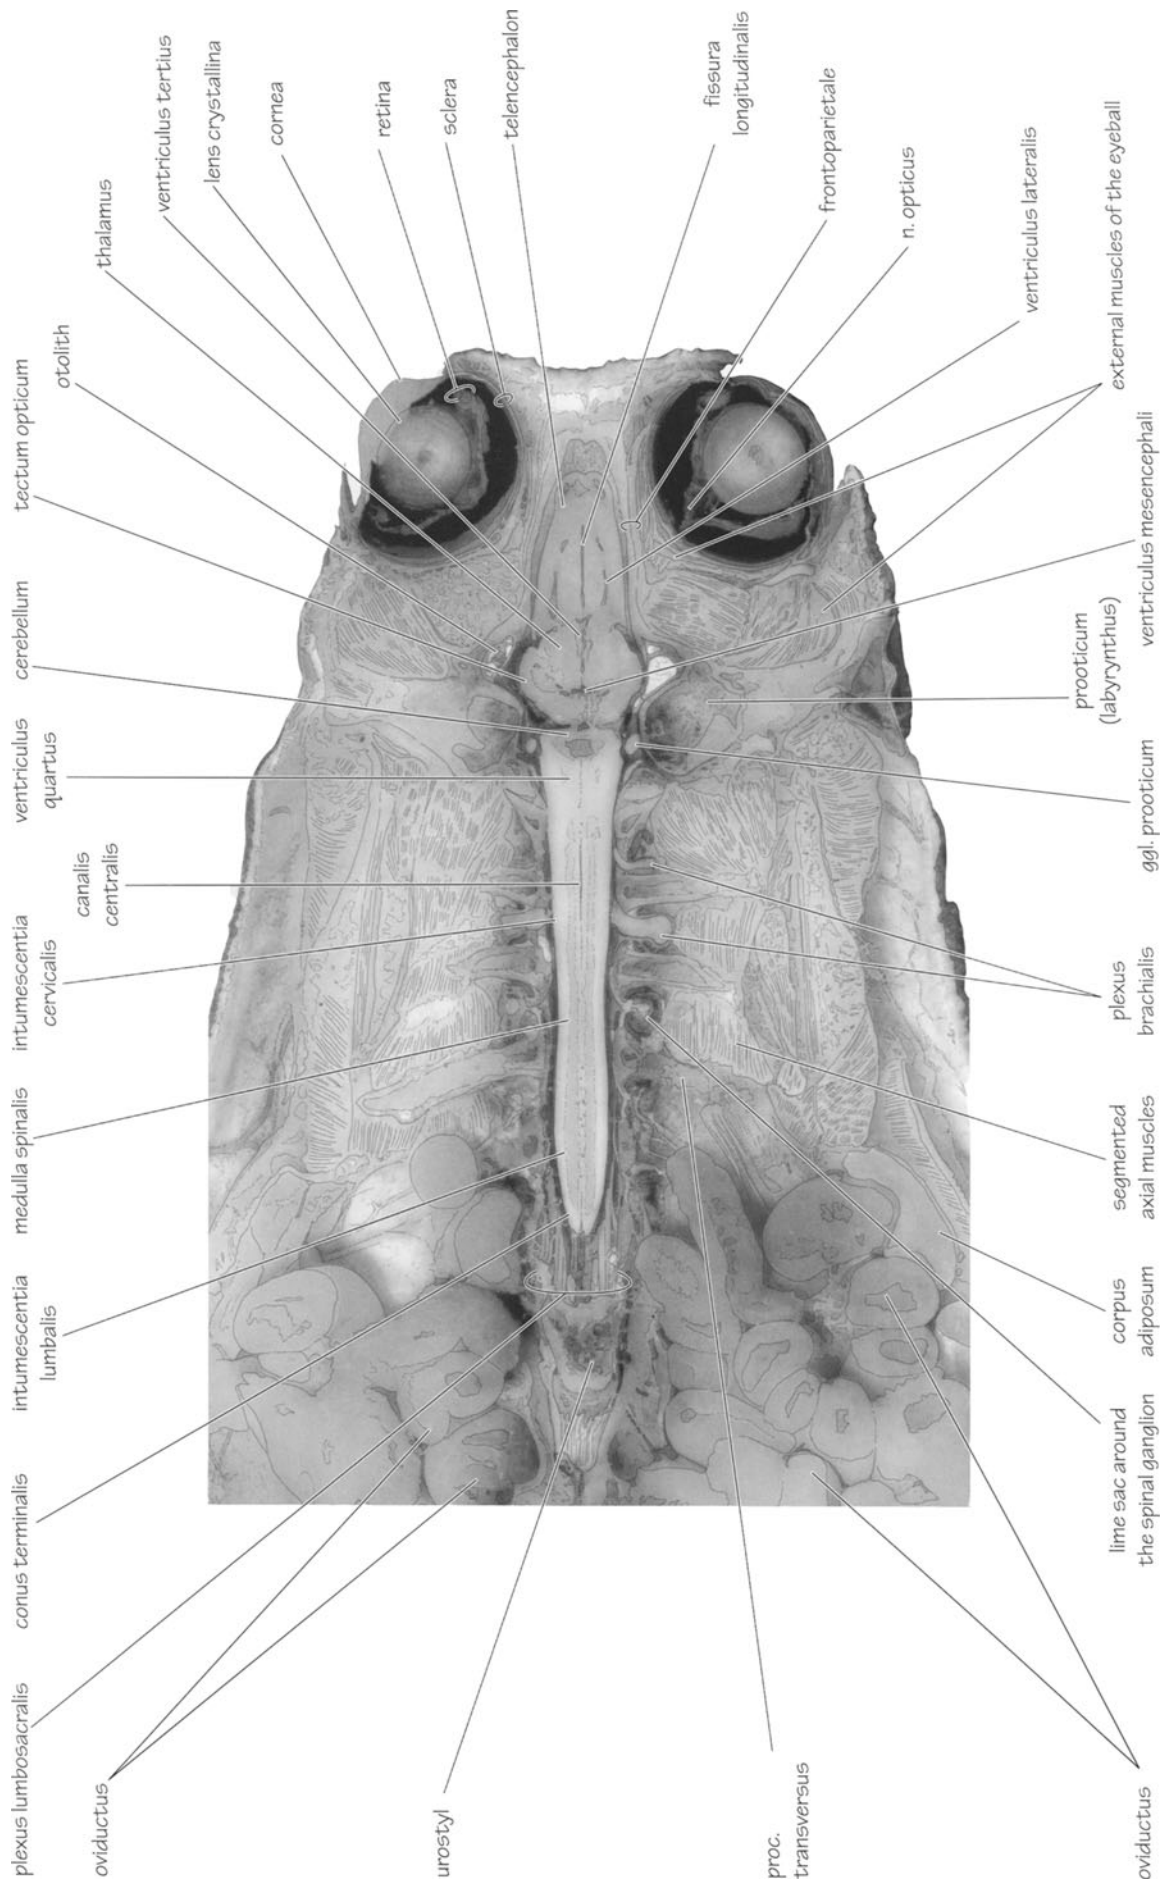 plexus lumbosacralis
conus terminalis
intumescentia
lumbalis
medulla spinalis
intumescentia
cervicalis
canalis
centralis
ventriculus
quartus
cerebellum
tectum opticum
otolith
thalamus
ventriculus tertius
lens crystallina
cornea
retina
sclera
telencephalon
fissura
longitudinalis
frontoparietale
n. opticus
ventriculus lateralis
external muscles of the eyeball
ventriculus mesencephali
prooticum
(labyrynthus)
ggl. prooticum
plexus
brachialis
segmented
axial muscles
corpus
adiposum
lime sac around
the spinal ganglion
oviductus
proc.
transversus
urostyl
oviductus